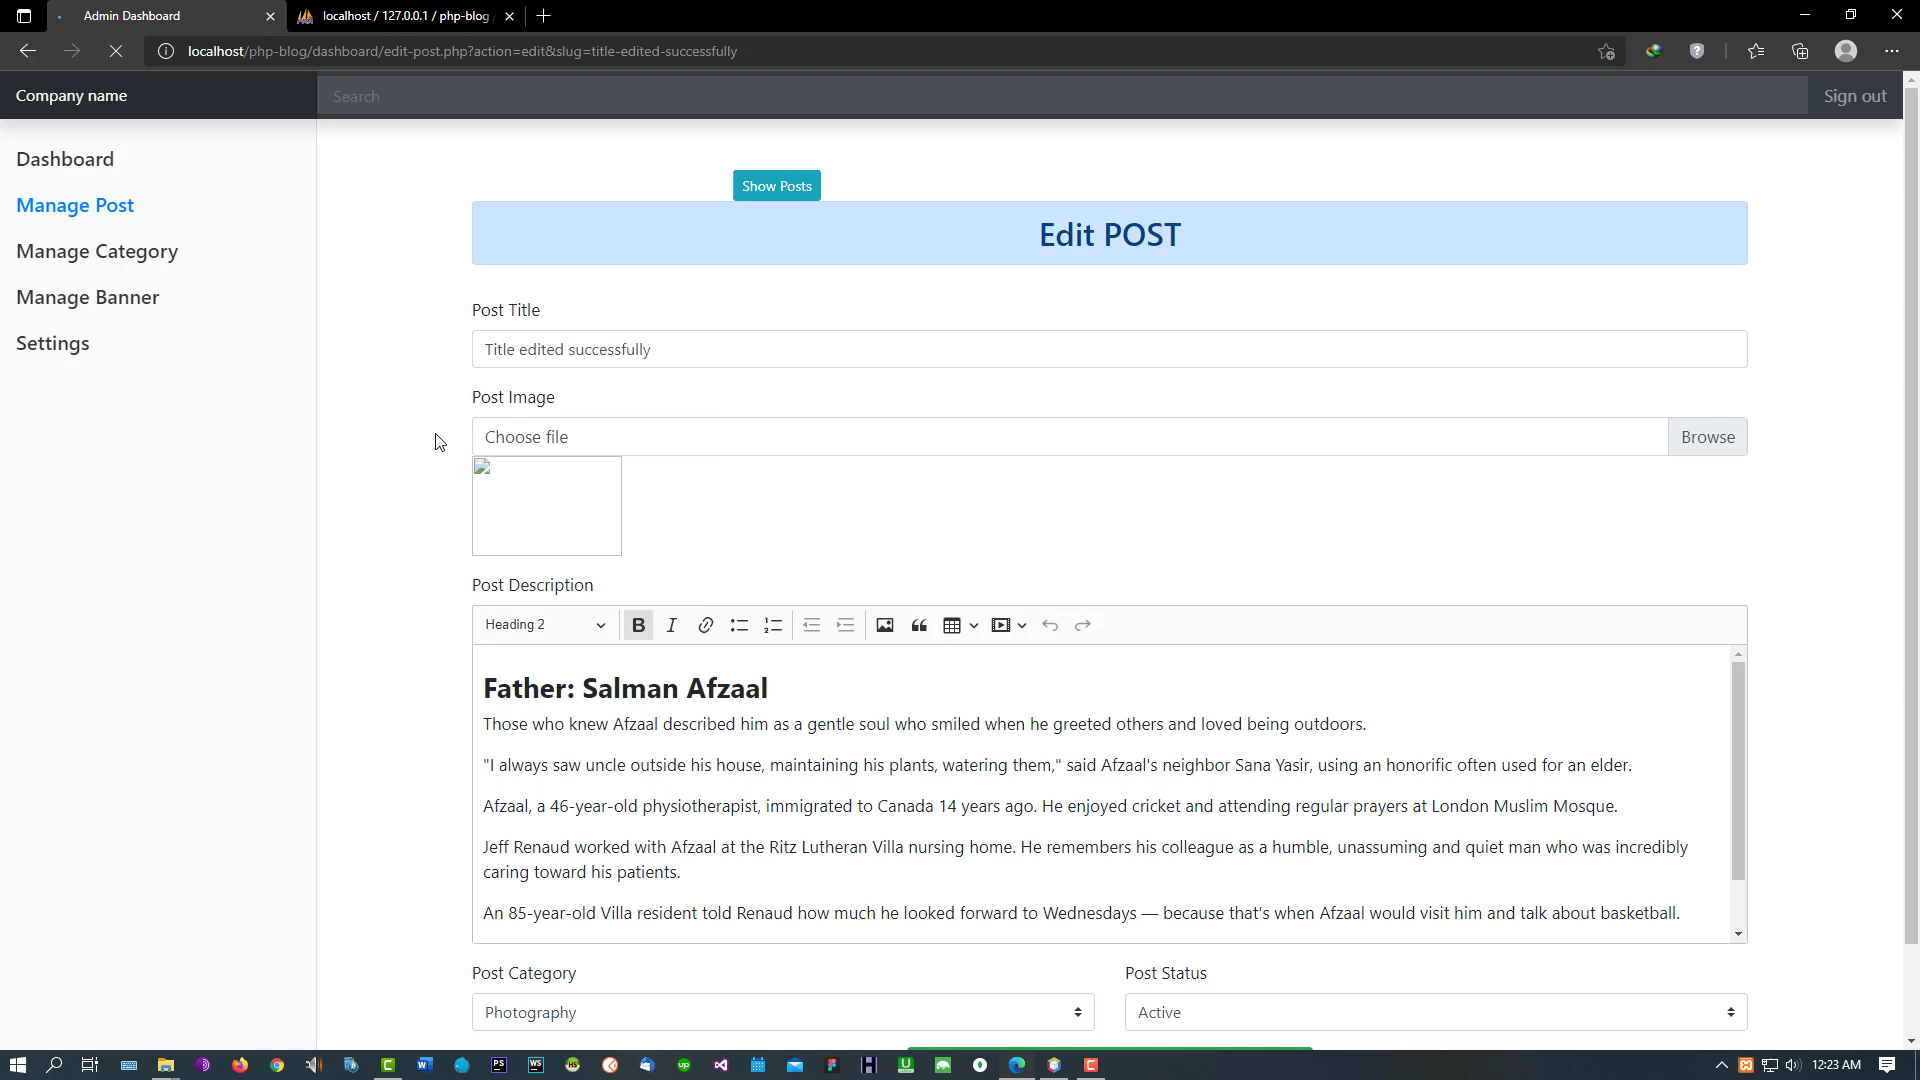 Admin Dashboard
localhost / 127.0.0.1 / php-blog
localhost/php-blog/dashboard/edit-post.php?action=edit&slug=title-edited-successfully
Company name
Search
Sign out
Dashboard
Manage Post
Manage Category
Manage Banner
Settings
Show Posts
Edit POST
Post Title
Title edited successfully
Post Image
Choose file
Browse
Post Description
Heading 2
Father: Salman Afzaal
Those who knew Afzaal described him as a gentle soul who smiled when he greeted others and loved being outdoors.
"I always saw uncle outside his house, maintaining his plants, watering them," said Afzaal's neighbor Sana Yasir, using an honorific often used for an elder.
Afzaal, a 46-year-old physiotherapist, immigrated to Canada 14 years ago. He enjoyed cricket and attending regular prayers at London Muslim Mosque.
Jeff Renaud worked with Afzaal at the Ritz Lutheran Villa nursing home. He remembers his colleague as a humble, unassuming and quiet man who was incredibly
caring toward his patients.
An 85-year-old Villa resident told Renaud how much he looked forward to Wednesdays — because that's when Afzaal would visit him and talk about basketball.
Post Category
Post Status
Photography
Active
12:23 AM